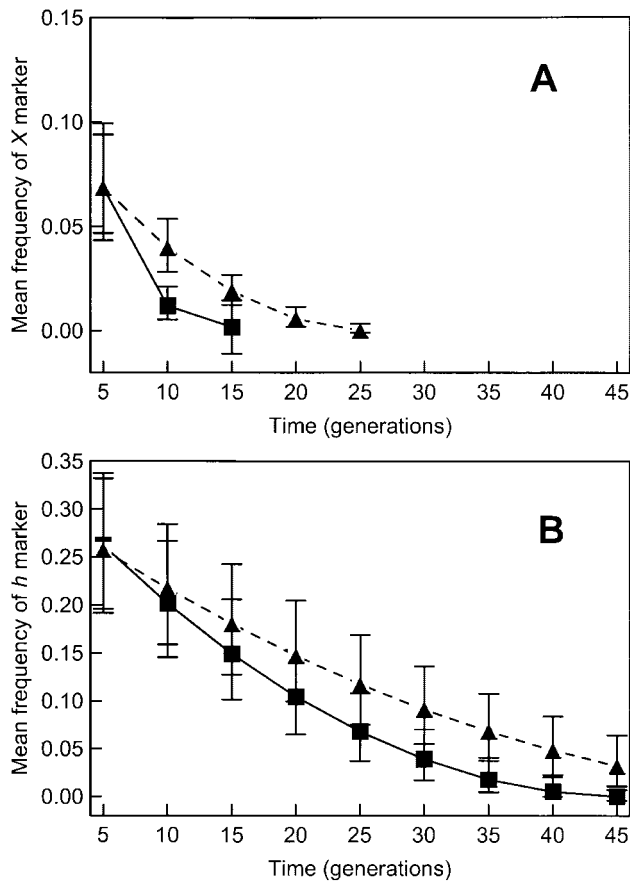 0.15
A
0.10
0.05
0.00
Mean frequency of X marker
5 10 15 20 25 30 35 40 45
Time (generations)
0.35
B
0.30
0.25
0.20
0.15
0.10
0.05
0.00
Mean frequency of h marker
5 10 15 20 25 30 35 40 45
Time (generations)